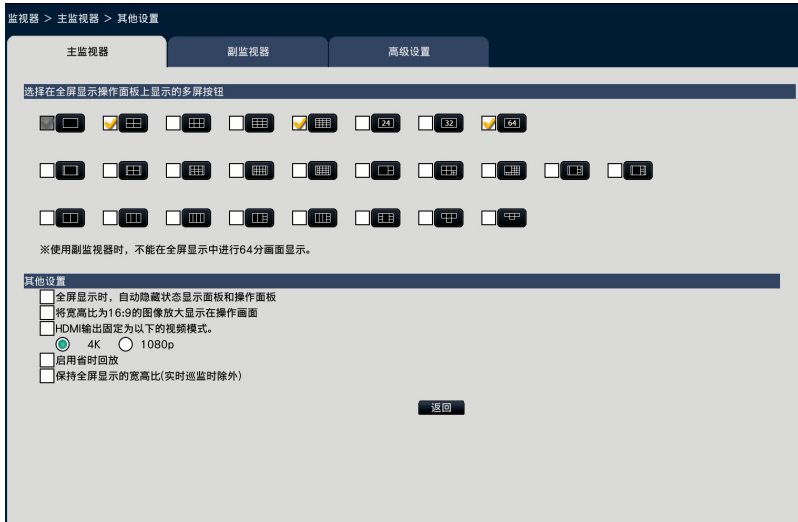 监视器 > 主监视器 > 其他设置
主监视器 副监视器 高级设置
选择在全屏显示操作面板上显示的多屏按钮
24 32 64
※使用副监视器时，不能在全屏显示中进行64分画面显示。
其他设置
全屏显示时，自动隐藏状态显示面板和操作面板
将宽高比为16:9的图像放大显示在操作画面
HDMI输出固定为以下的视频模式。
4K 1080p
启用省时回放
保持全屏显示的宽高比(实时巡监时除外)
返回